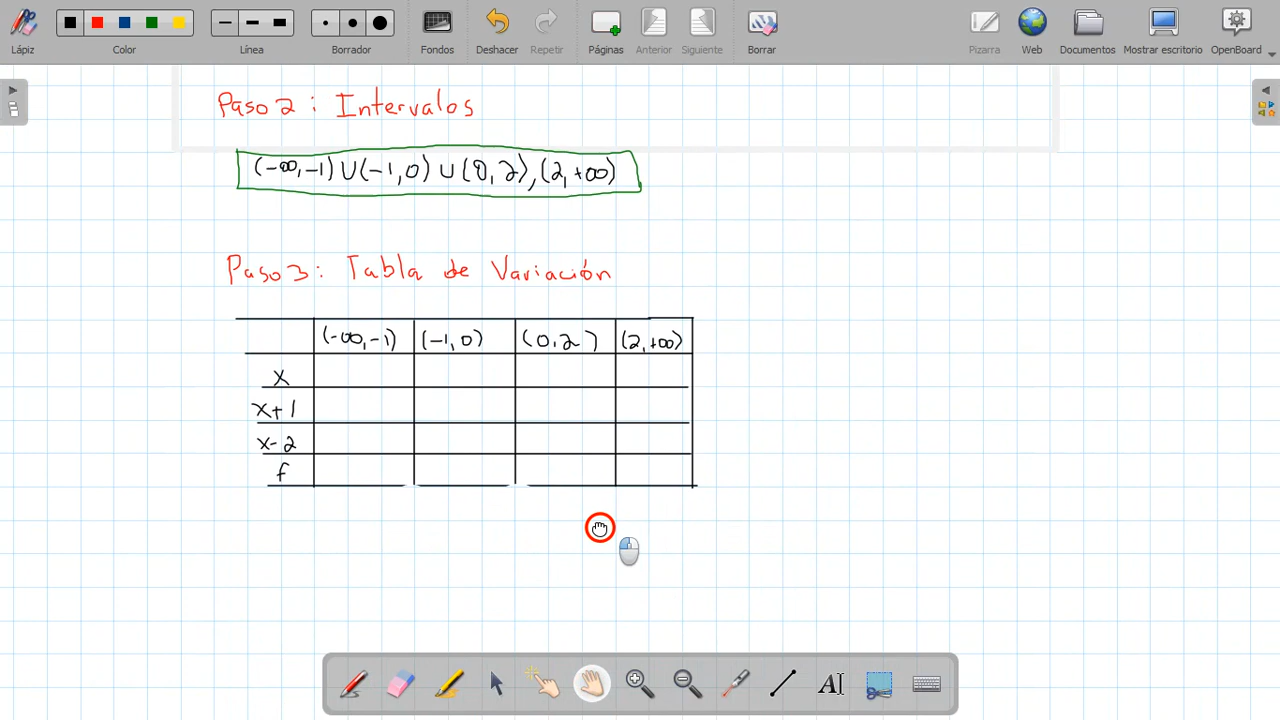 Lápiz Color Línea Borrador Fondos Deshacer Repetir Páginas Anterior Siguiente Borrar Pizarra Web Documentos Mostrar escritorio OpenBoard
Paso 2 : Intervalos
(-∞,-1) ∪ (-1,0) ∪ (0,2), (2,+∞)
Paso 3: Tabla de Variación
(-∞,-1) (-1,0) (0,2) (2,+∞)
x
x+1
x-2
f